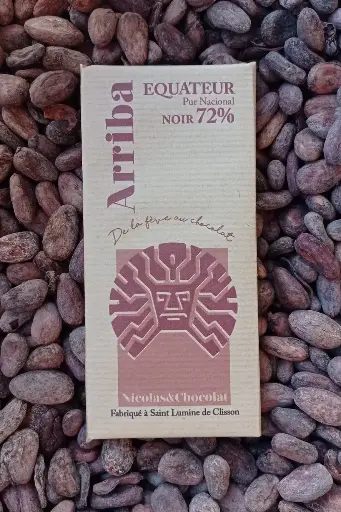 Arriba
EQUATEUR
Pur Nacional
NOIR 72%
De la fève au chocolat
Nicolas&Chocolat
Fabriqué à Saint Lumine de Clisson